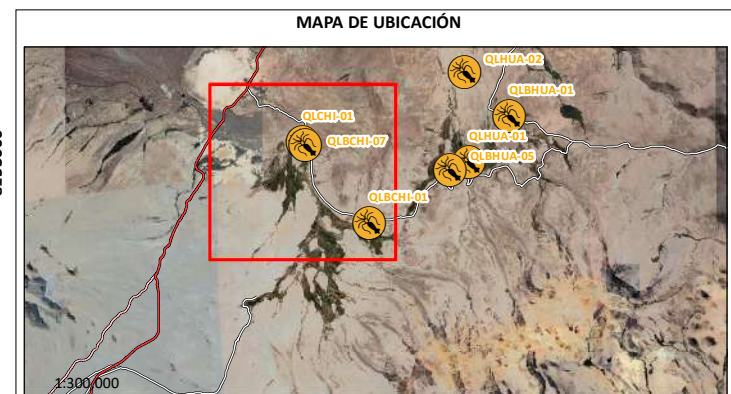 MAPA DE UBICACIÓN
QLHUA-02
QLBHUA-01
QLCHI-01
QLBCHI-07
QLHUA-01
QLBHUA-05
QLBCHI-01
1:300,000